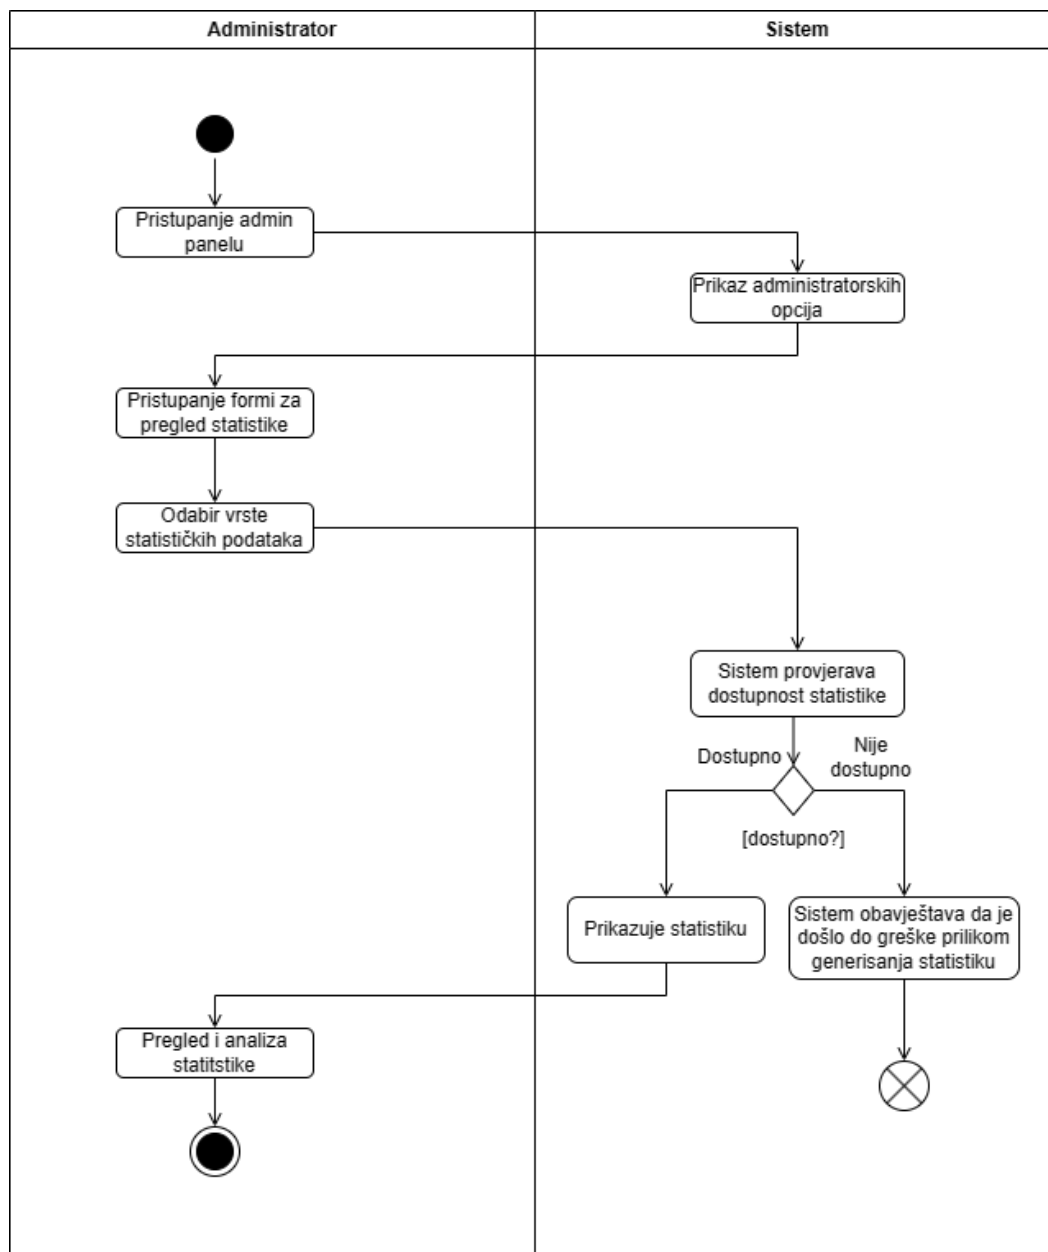 Administrator
Sistem
Pristupanje admin
panelu
Prikaz administratorskih
opcija
Pristupanje formi za
pregled statistike
Odabir vrste
statističkih podataka
Sistem provjerava
dostupnost statistike
Dostupno
Nije
dostupno
[dostupno?]
Prikazuje statistiku
Sistem obavještava da je
došlo do greške prilikom
generisanja statistiku
Pregled i analiza
statitstike